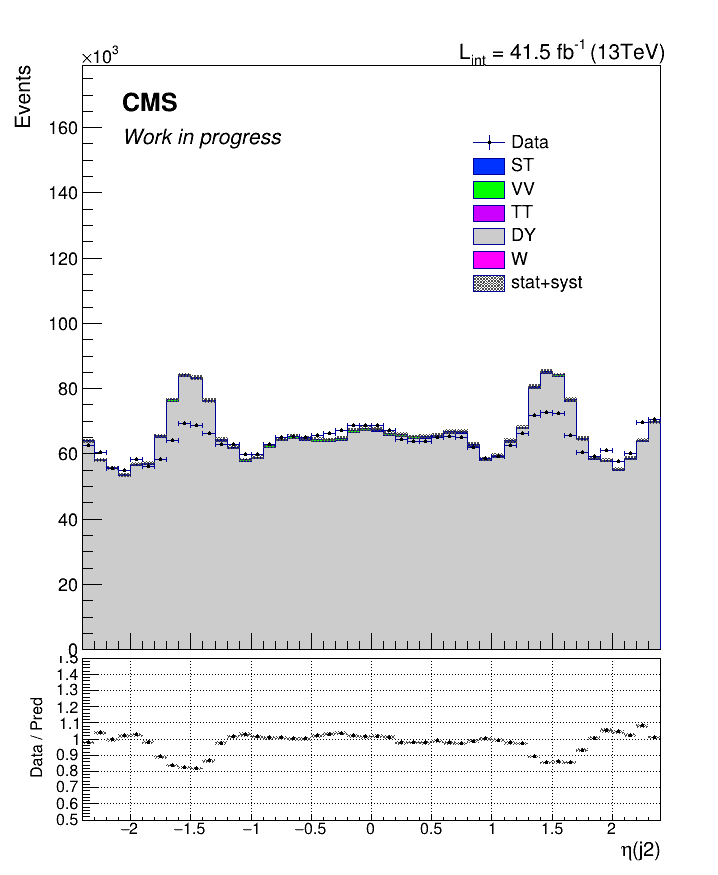 ×10³
L_int = 41.5 fb⁻¹ (13TeV)
Events
CMS
Work in progress
Data
ST
VV
TT
DY
W
stat+syst
160
140
120
100
80
60
40
20
0
1.5
1.4
1.3
1.2
1.1
1
0.9
0.8
0.7
0.6
0.5
Data / Pred
−2 −1.5 −1 −0.5 0 0.5 1 1.5 2
η(j2)